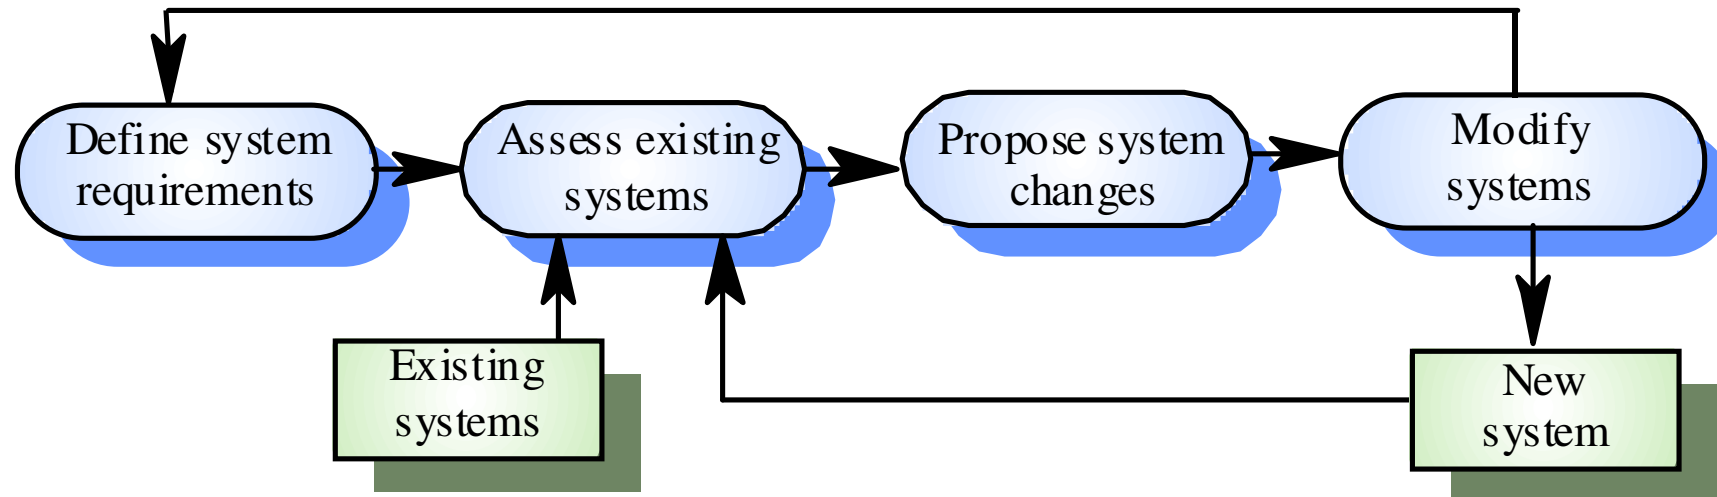 Define system
requirements
Assess existing
systems
Propose system
changes
Modify
systems
Existing
systems
New
system